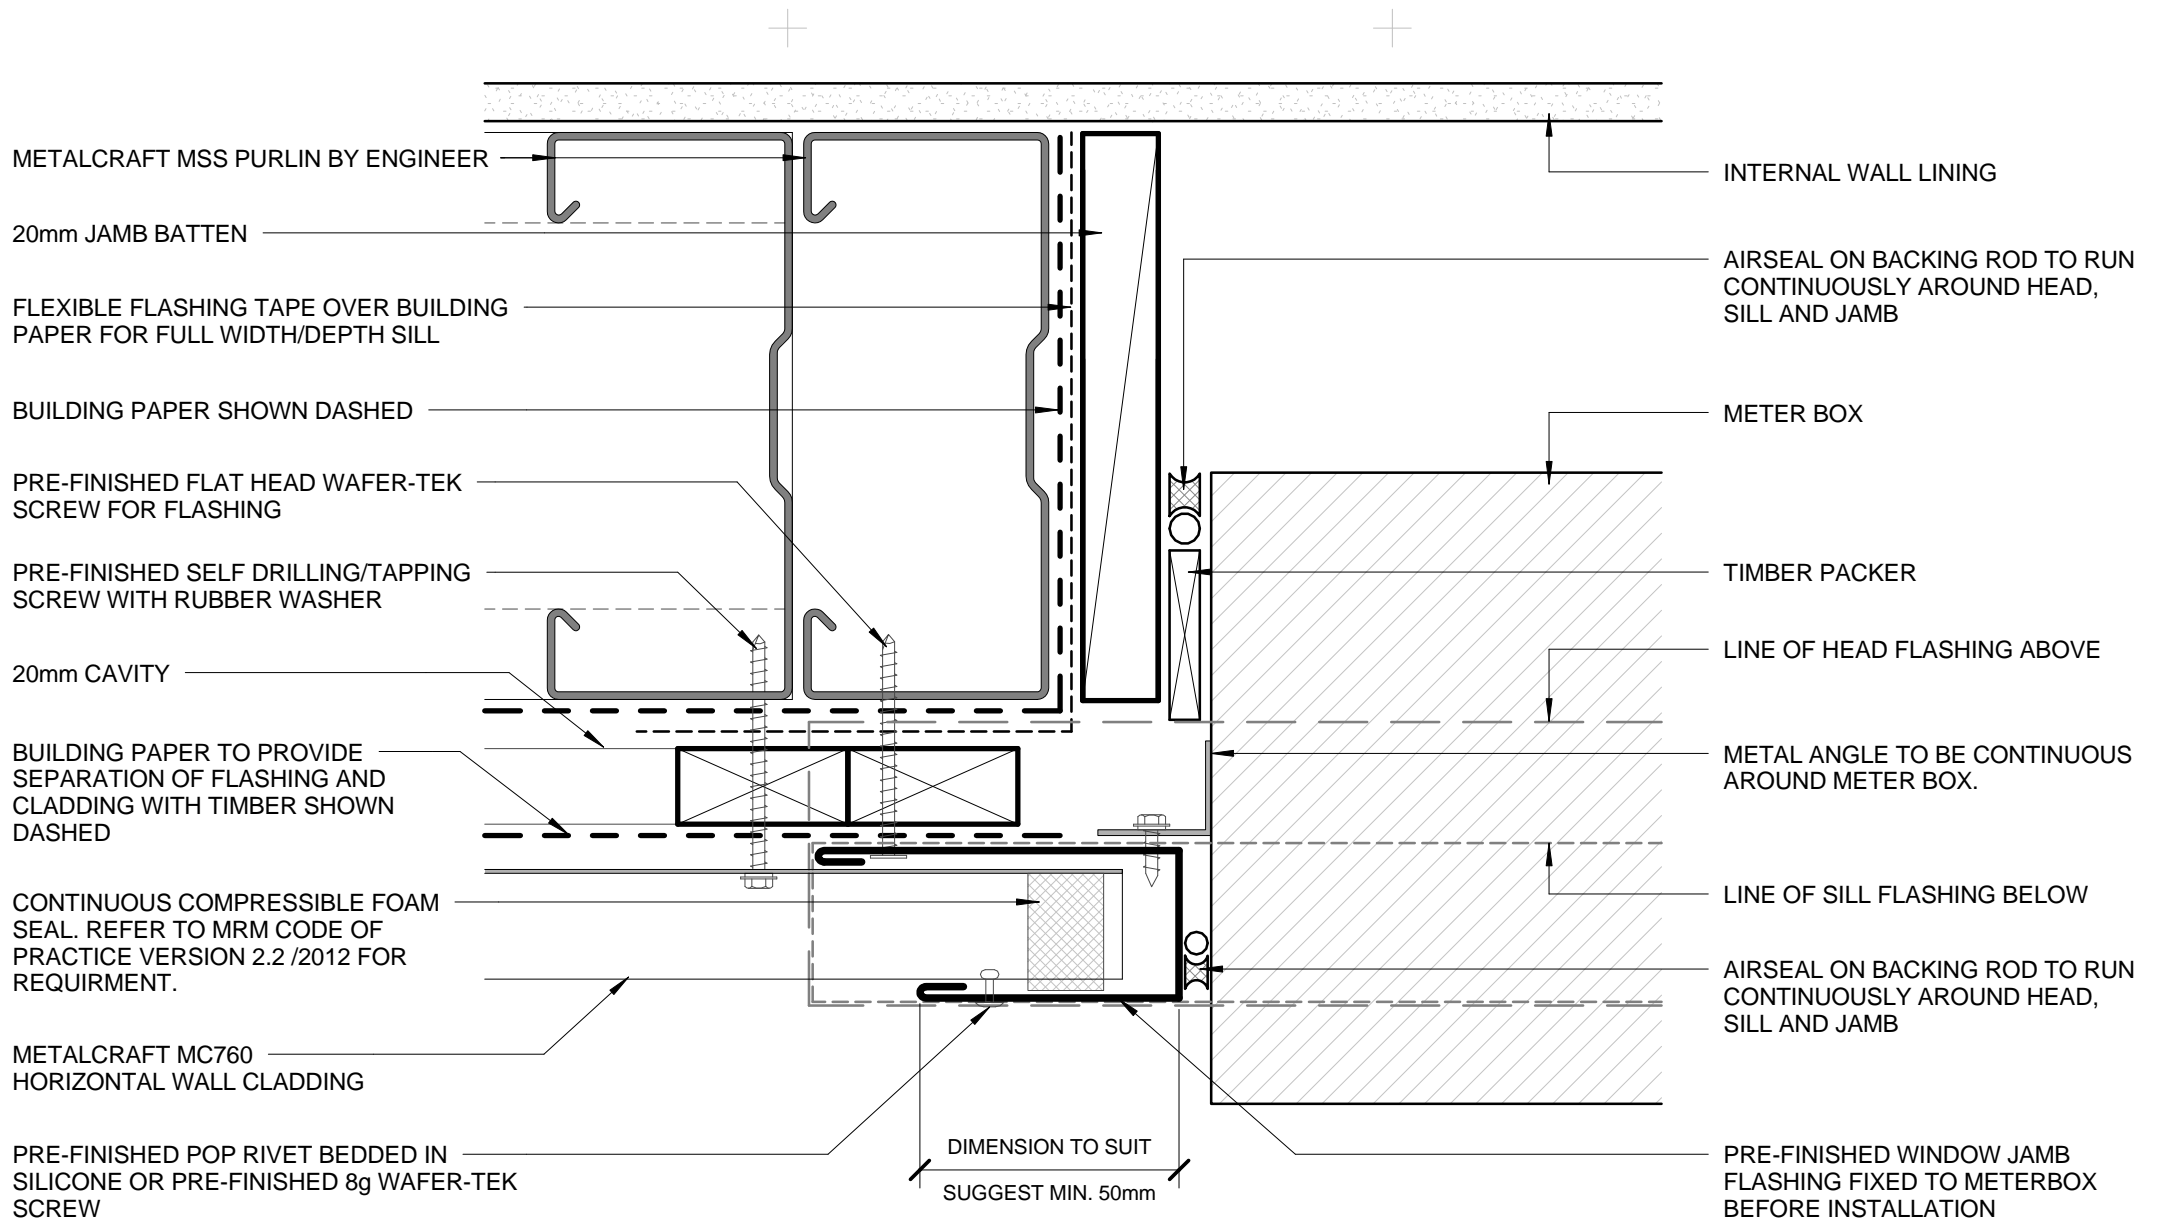 METALCRAFT MSS PURLIN BY ENGINEER
20mm JAMB BATTEN
FLEXIBLE FLASHING TAPE OVER BUILDING
PAPER FOR FULL WIDTH/DEPTH SILL
BUILDING PAPER SHOWN DASHED
PRE-FINISHED FLAT HEAD WAFER-TEK
SCREW FOR FLASHING
PRE-FINISHED SELF DRILLING/TAPPING
SCREW WITH RUBBER WASHER
20mm CAVITY
BUILDING PAPER TO PROVIDE
SEPARATION OF FLASHING AND
CLADDING WITH TIMBER SHOWN
DASHED
CONTINUOUS COMPRESSIBLE FOAM
SEAL. REFER TO MRM CODE OF
PRACTICE VERSION 2.2 /2012 FOR
REQUIRMENT.
METALCRAFT MC760
HORIZONTAL WALL CLADDING
PRE-FINISHED POP RIVET BEDDED IN
SILICONE OR PRE-FINISHED 8g WAFER-TEK
SCREW
DIMENSION TO SUIT
SUGGEST MIN. 50mm
INTERNAL WALL LINING
AIRSEAL ON BACKING ROD TO RUN
CONTINUOUSLY AROUND HEAD,
SILL AND JAMB
METER BOX
TIMBER PACKER
LINE OF HEAD FLASHING ABOVE
METAL ANGLE TO BE CONTINUOUS
AROUND METER BOX.
LINE OF SILL FLASHING BELOW
AIRSEAL ON BACKING ROD TO RUN
CONTINUOUSLY AROUND HEAD,
SILL AND JAMB
PRE-FINISHED WINDOW JAMB
FLASHING FIXED TO METERBOX
BEFORE INSTALLATION